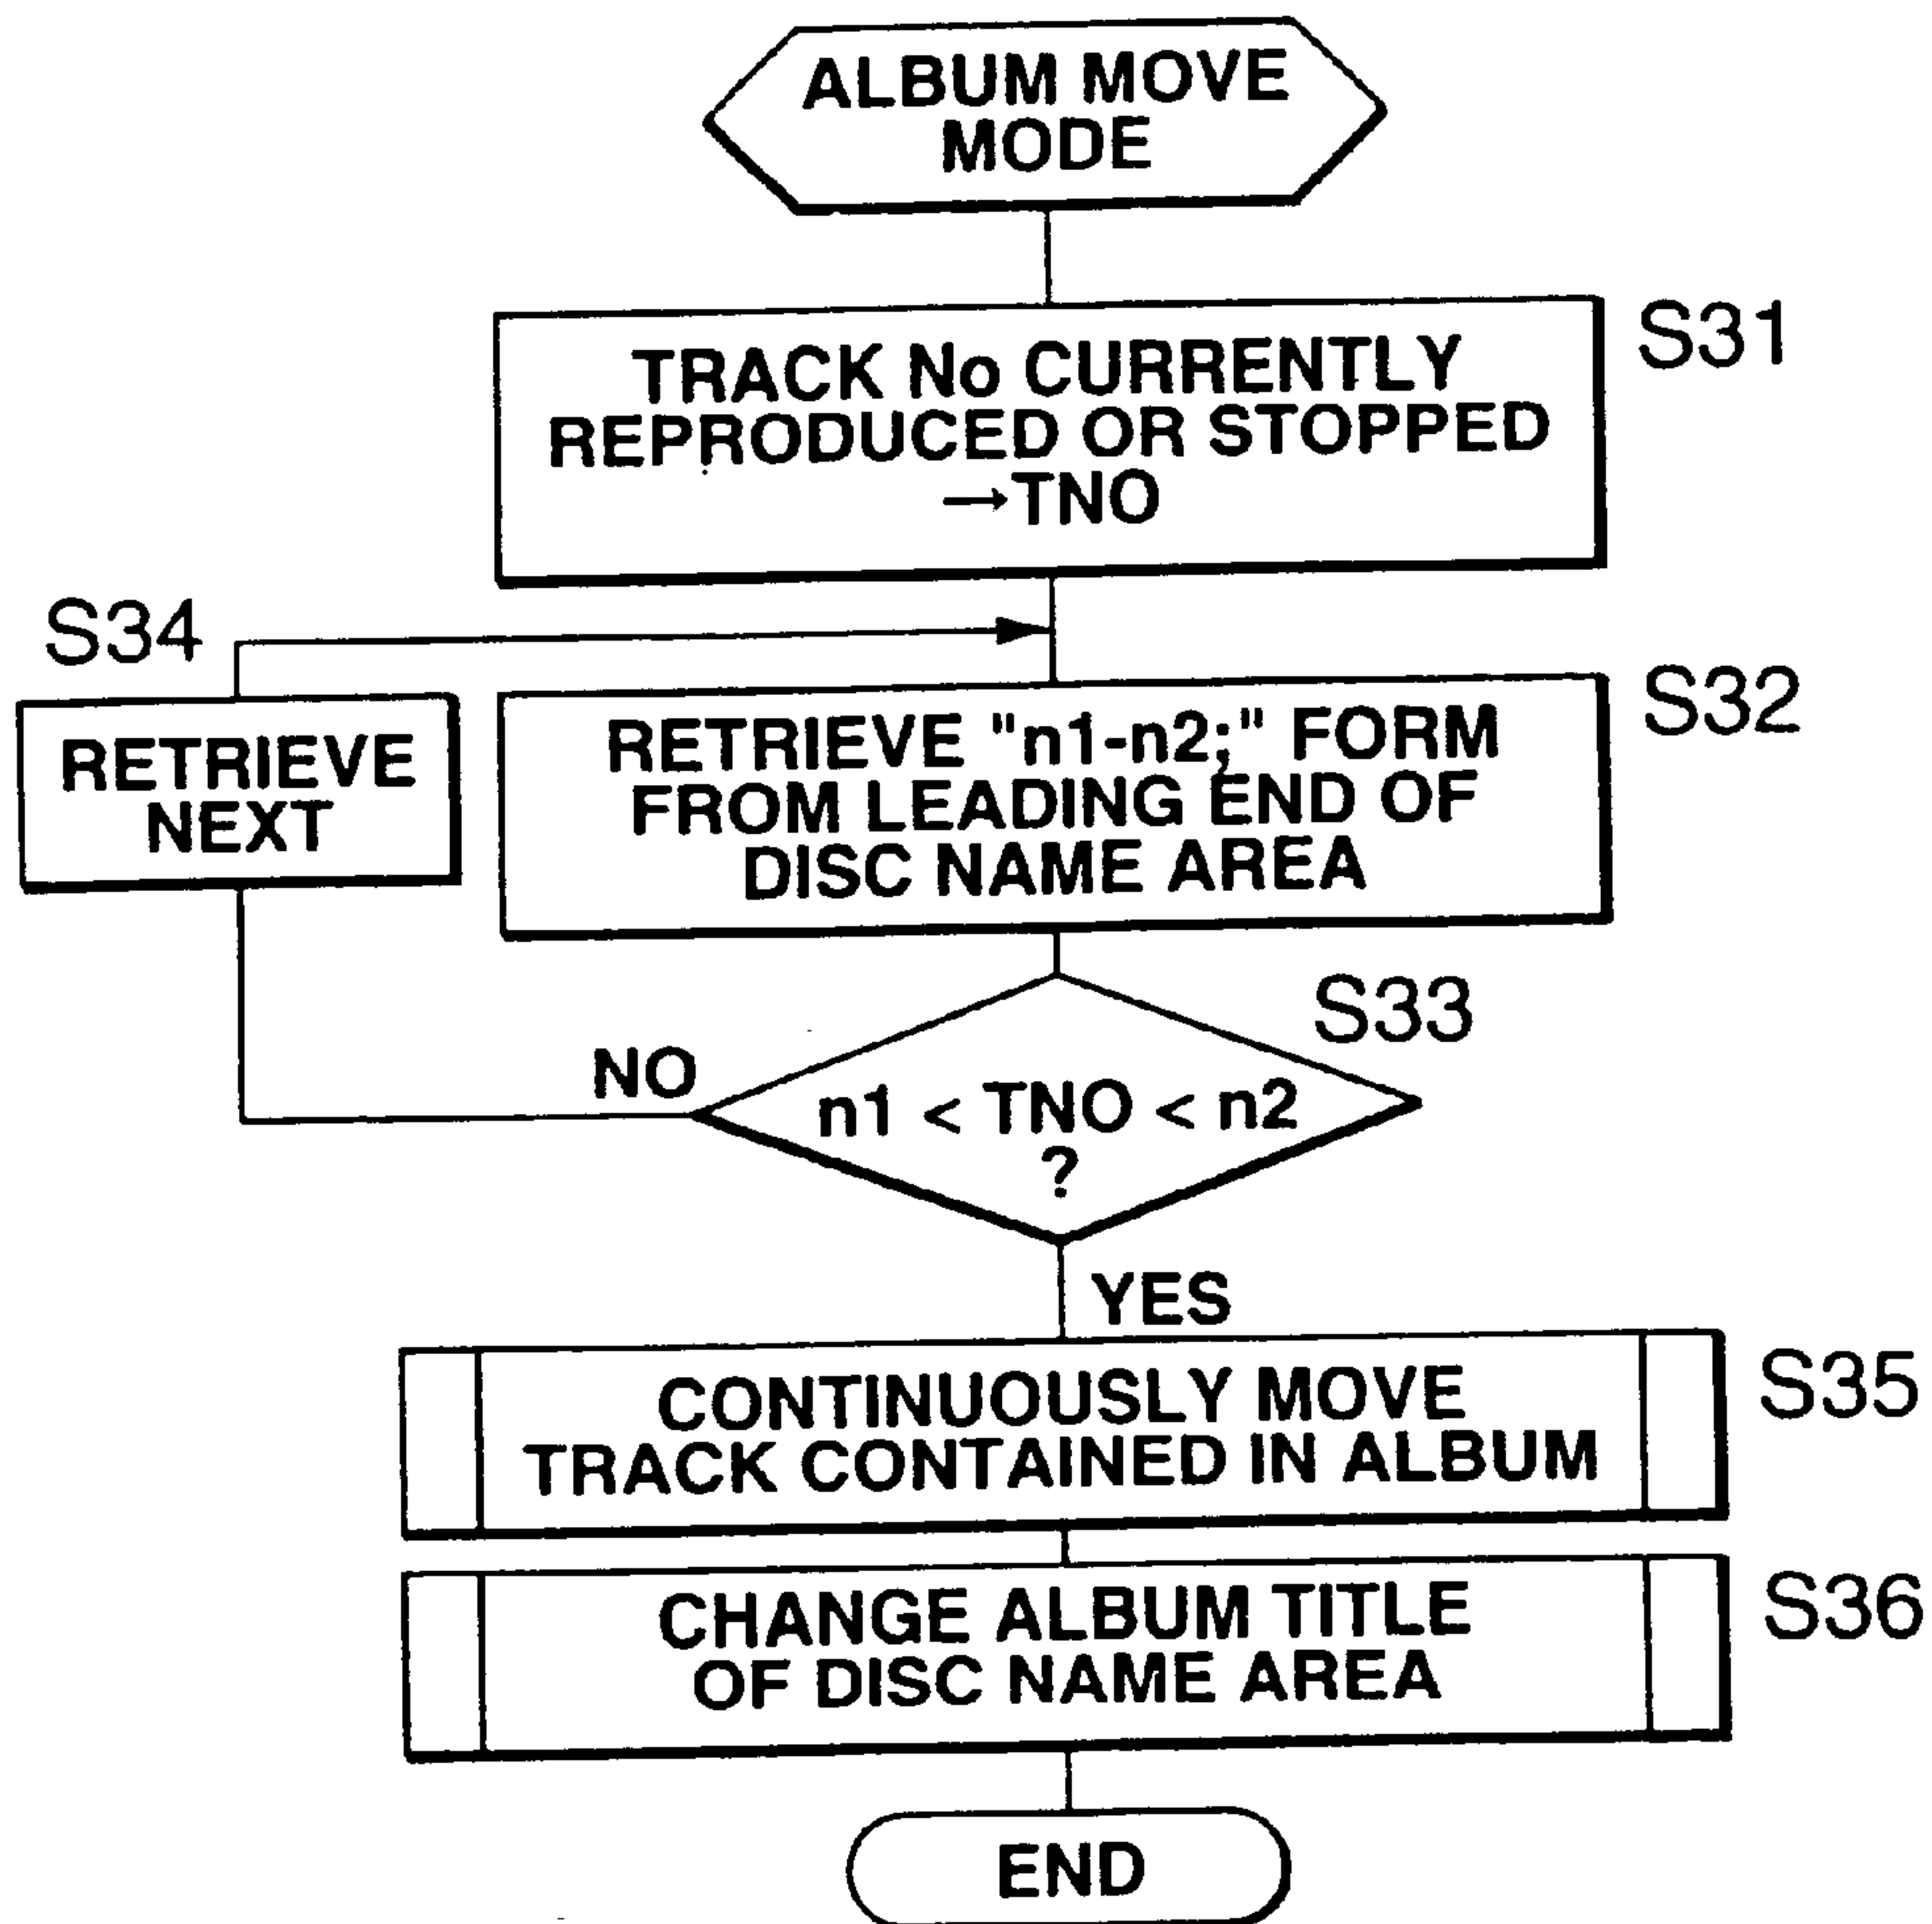 ALBUM MOVE
MODE
S31
TRACK No CURRENTLY
REPRODUCED OR STOPPED
→TNO
S34
RETRIEVE
NEXT
S32
RETRIEVE "n1-n2;" FORM
FROM LEADING END OF
DISC NAME AREA
S33
NO
n1 < TNO < n2
?
YES
S35
CONTINUOUSLY MOVE
TRACK CONTAINED IN ALBUM
S36
CHANGE ALBUM TITLE
OF DISC NAME AREA
END